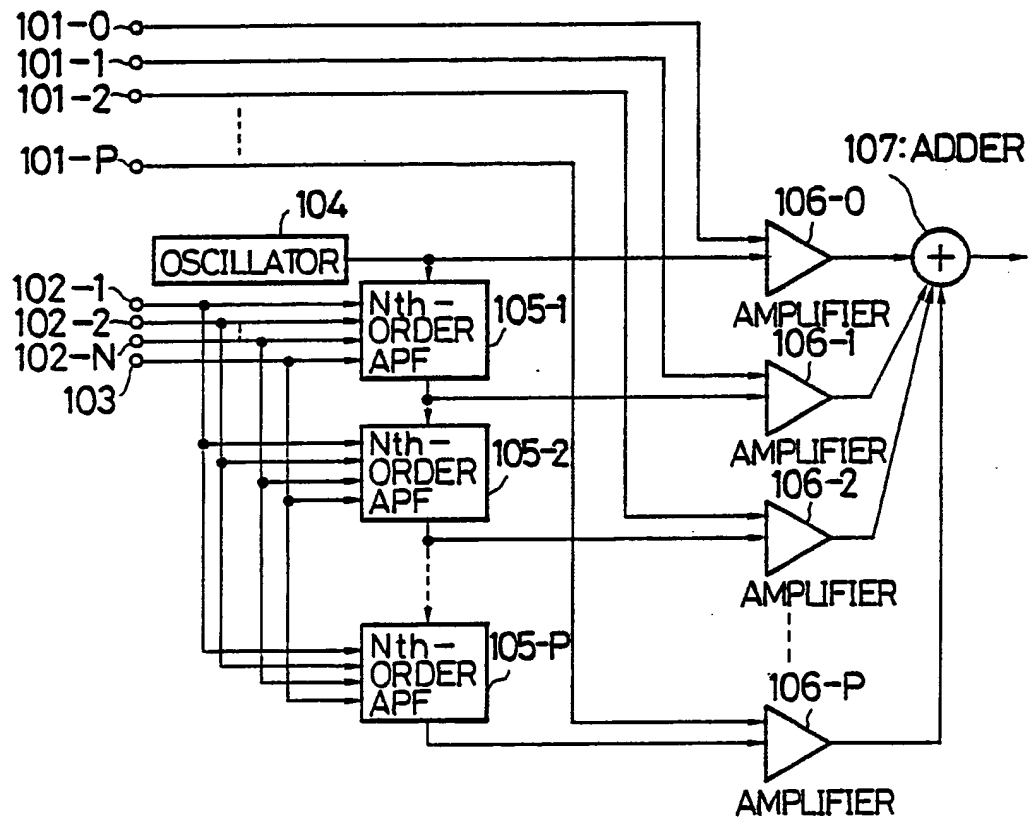 101-0
101-1
101-2
101-P
107:ADDER
104
OSCILLATOR
106-0
+
AMPLIFIER
102-1
102-2
102-N
103
Nth-
ORDER
APF
105-1
106-1
AMPLIFIER
Nth-
ORDER
APF
105-2
106-2
AMPLIFIER
Nth-
ORDER
APF
105-P
106-P
AMPLIFIER